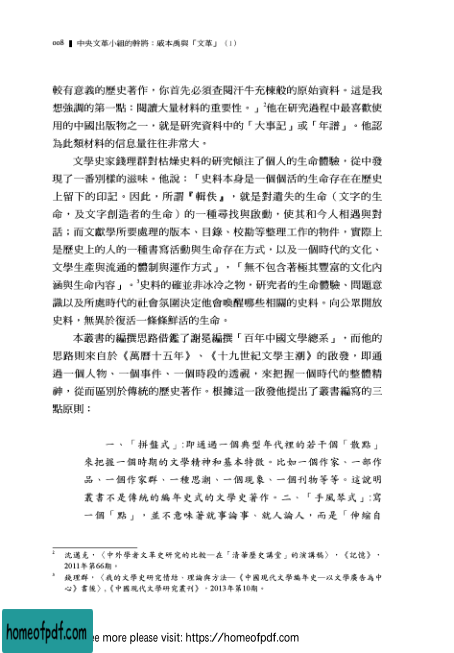 008 ▌中央文革小組的幹將：戚本禹與「文革」（1）
較有意義的歷史著作，你首先必須查閱汗牛充棟般的原始資料。這是我
想強調的第一點：閱讀大量材料的重要性。」2他在研究過程中最喜歡使
用的中國出版物之一，就是研究資料中的「大事記」或「年譜」。他認
為此類材料的信息量往往非常大。
文學史家錢理群對枯燥史料的研究傾注了個人的生命體驗，從中發
現了一番別樣的滋味。他說：「史料本身是一個個活的生命存在在歷史
上留下的印記。因此，所謂『輯佚』，就是對遺失的生命（文字的生
命，及文字創造者的生命）的一種尋找與啟動，使其和今人相遇與對
話；而文獻學所要處理的版本、目錄、校勘等整理工作的物件，實際上
是歷史上的人的一種書寫活動與生命存在方式，以及一個時代的文化、
文學生產與流通的體制與運作方式」，「無不包含著極其豐富的文化內
涵與生命內容」。3史料的確並非冰冷之物，研究者的生命體驗、問題意
識以及所處時代的社會氛圍決定他會喚醒哪些相關的史料。向公眾開放
史料，無異於復活一條條鮮活的生命。
本叢書的編撰思路借鑑了謝冕編撰「百年中國文學總系」，而他的
思路則來自於《萬曆十五年》、《十九世紀文學主潮》的啟發，即通
過一個人物、一個事件、一個時段的透視，來把握一個時代的整體精
神，從而區別於傳統的歷史著作。根據這一啟發他提出了叢書編寫的三
點原則：
一、「拼盤式」:即通過一個典型年代裡的若干個「散點」
來把握一個時期的文學精神和基本特徵。比如一個作家、一部作
品、一個作家群、一種思潮、一個現象、一個刊物等等。這說明
叢書不是傳統的編年史式的文學史著作。二、「手風琴式」:寫
一個「點」，並不意味著就事論事、就人論人，而是「伸縮自
2 沈邁克，〈中外學者文革史研究的比較─在「清華歷史講堂」的演講稿〉，《記憶》，
2011年第66期。
3 錢理群，〈我的文學史研究情結、理論與方法─《中國現代文學編年史─以文學廣告為中
心》書後〉,《中國現代文學研究叢刊》，2013年第10期。
homeofpdf.com
ee more please visit: https://homeofpdf.com